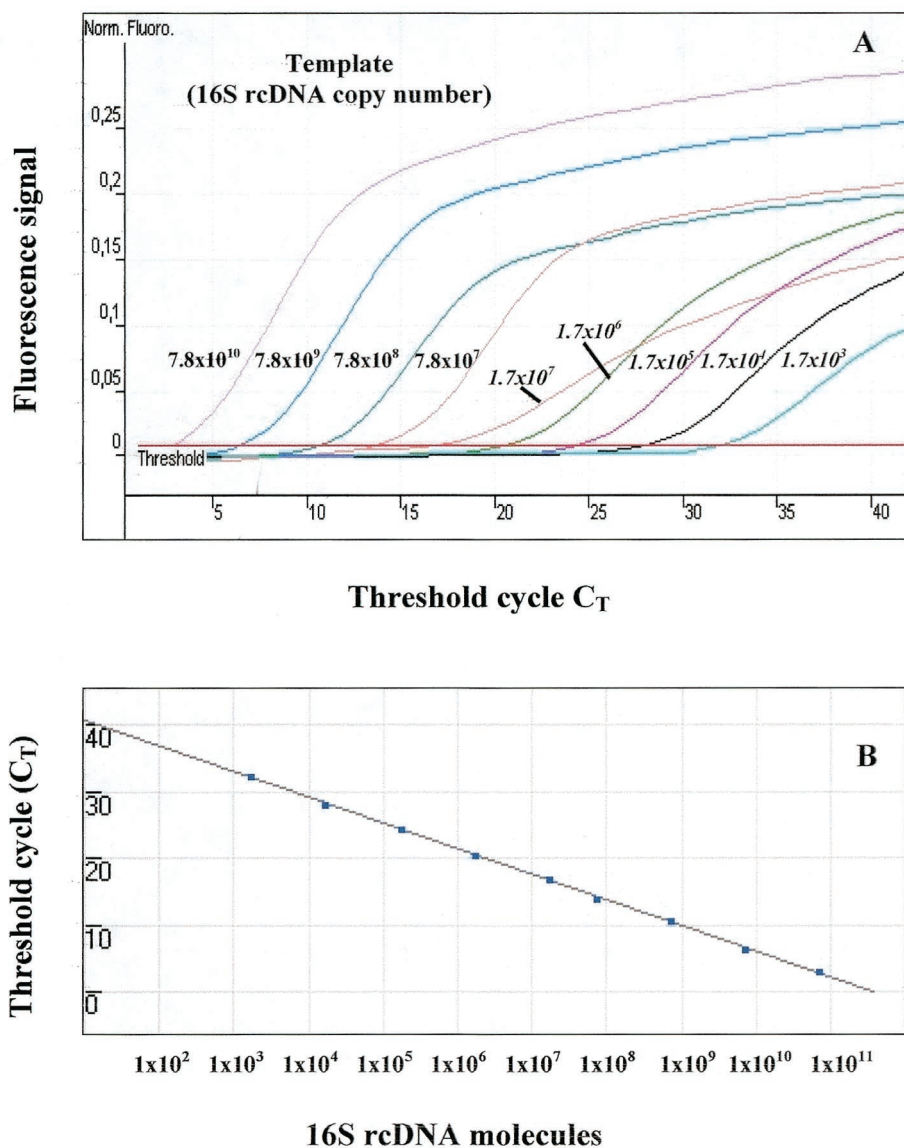 Norm. Fluoro.
A
Template
(16S rcDNA copy number)
Fluorescence signal
0,25
0,2
0,15
0,1
0,05
0
7.8x10¹⁰
7.8x10⁹
7.8x10⁸
7.8x10⁷
1.7x10⁷
1.7x10⁶
1.7x10⁵
1.7x10⁴
1.7x10³
Threshold
5 10 15 20 25 30 35 40
Threshold cycle C_T
B
Threshold cycle (C_T)
40
30
20
10
0
1x10² 1x10³ 1x10⁴ 1x10⁵ 1x10⁶ 1x10⁷ 1x10⁸ 1x10⁹ 1x10¹⁰ 1x10¹¹
16S rcDNA molecules